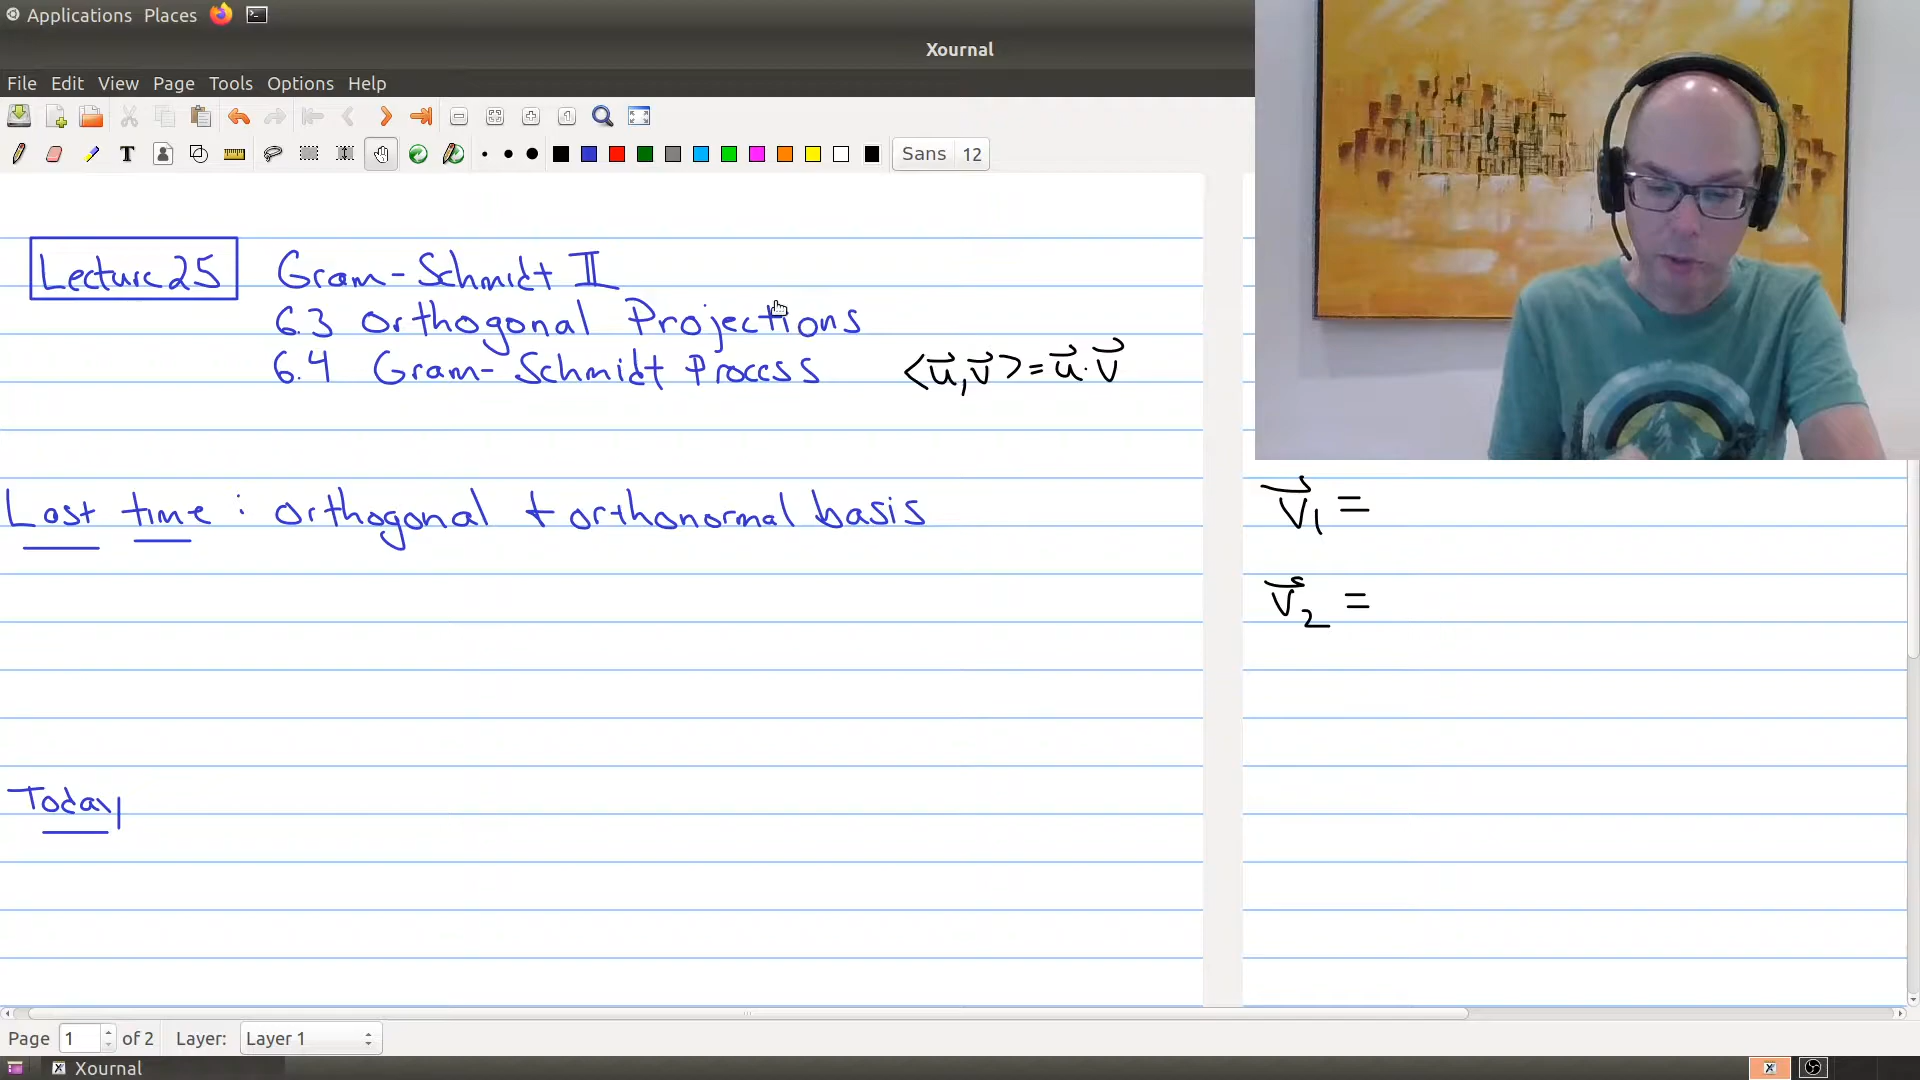 Applications Places
Xournal
File Edit View Page Tools Options Help
Sans 12
Lecture 25 Gram-Schmidt II
6.3 Orthogonal Projections
6.4 Gram-Schmidt Process <u⃗,v⃗> = u⃗·v⃗
Last time : orthogonal + orthonormal basis
v⃗₁ =
v⃗₂ =
Today
Page 1 of 2 Layer: Layer 1
Xournal